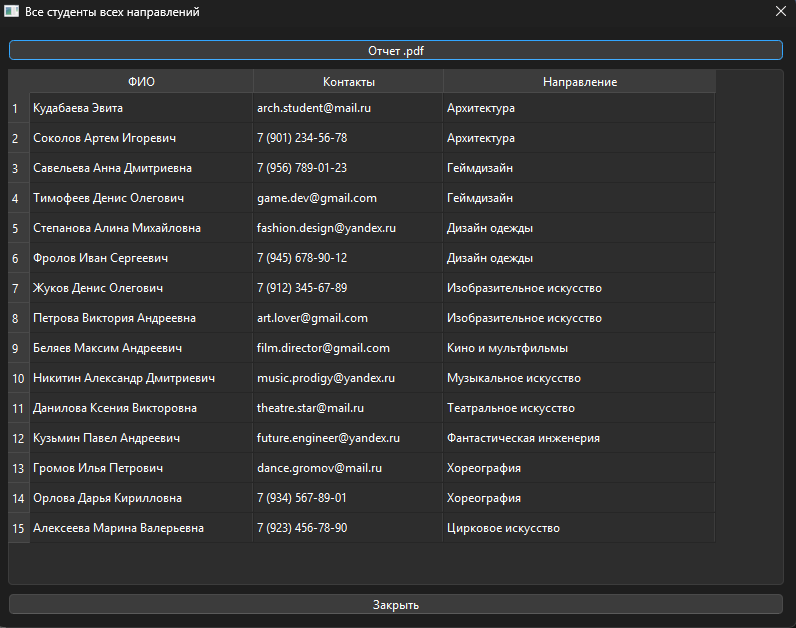 Все студенты всех направлений
Отчет .pdf
ФИО Контакты Направление
1 Кудабаева Эвита arch.student@mail.ru Архитектура
2 Соколов Артем Игоревич 7 (901) 234-56-78 Архитектура
3 Савельева Анна Дмитриевна 7 (956) 789-01-23 Геймдизайн
4 Тимофеев Денис Олегович game.dev@gmail.com Геймдизайн
5 Степанова Алина Михайловна fashion.design@yandex.ru Дизайн одежды
6 Фролов Иван Сергеевич 7 (945) 678-90-12 Дизайн одежды
7 Жуков Денис Олегович 7 (912) 345-67-89 Изобразительное искусство
8 Петрова Виктория Андреевна art.lover@gmail.com Изобразительное искусство
9 Беляев Максим Андреевич film.director@gmail.com Кино и мультфильмы
10 Никитин Александр Дмитриевич music.prodigy@yandex.ru Музыкальное искусство
11 Данилова Ксения Викторовна theatre.star@mail.ru Театральное искусство
12 Кузьмин Павел Андреевич future.engineer@yandex.ru Фантастическая инженерия
13 Громов Илья Петрович dance.gromov@mail.ru Хореография
14 Орлова Дарья Кирилловна 7 (934) 567-89-01 Хореография
15 Алексеева Марина Валерьевна 7 (923) 456-78-90 Цирковое искусство
Закрыть